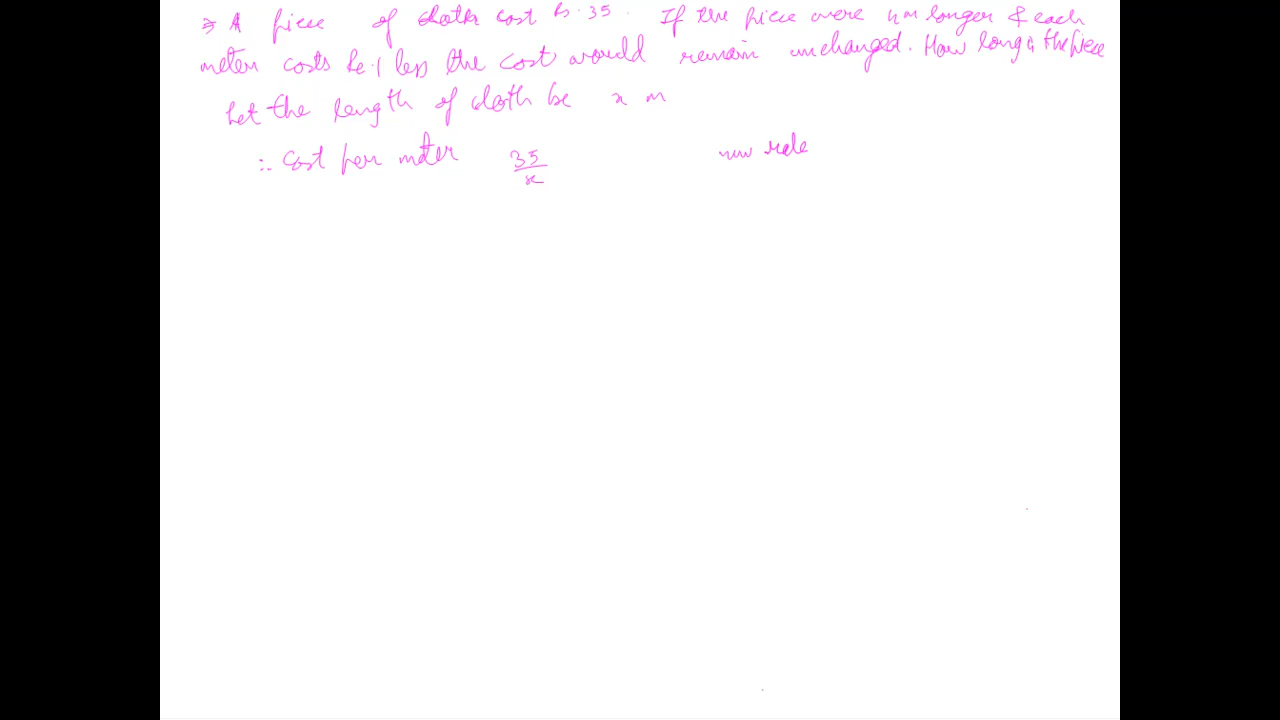 ⇒ A piece of cloth cost Rs. 35. If the piece were 4m longer & each
meter costs Re. 1 less the cost would remain unchanged. How long is the piece
Let the length of cloth be x m
∴ Cost per meter 35/x new rate